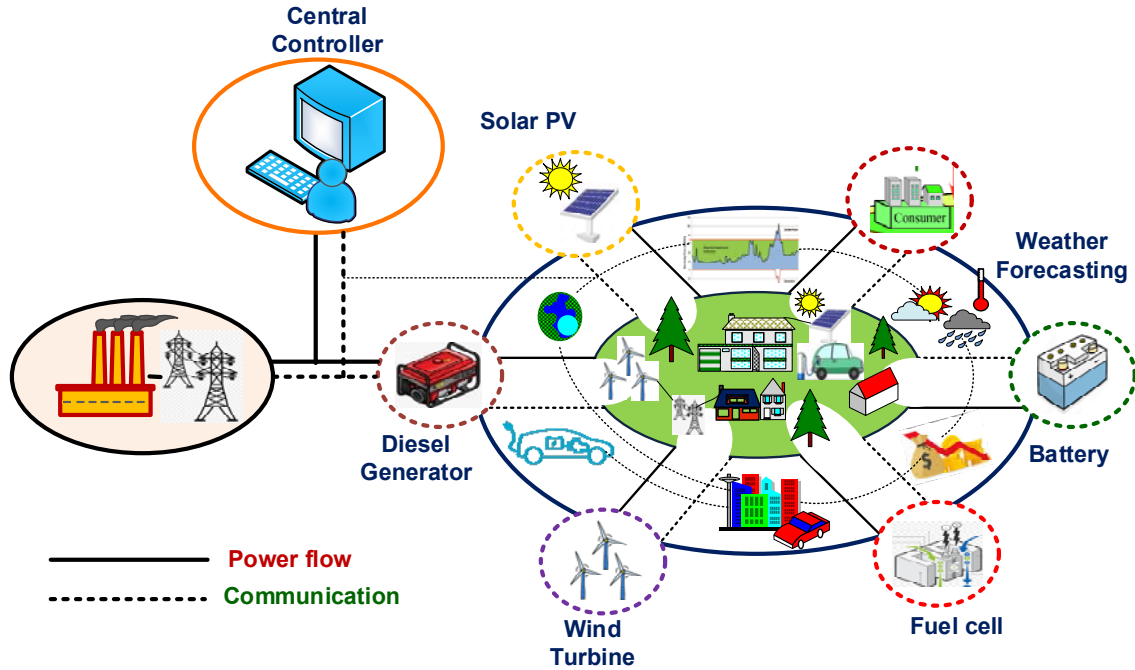 Central
Controller
Solar PV
Consumer
Weather
Forecasting
Diesel
Generator
Battery
Power flow
Communication
Wind
Turbine
Fuel cell